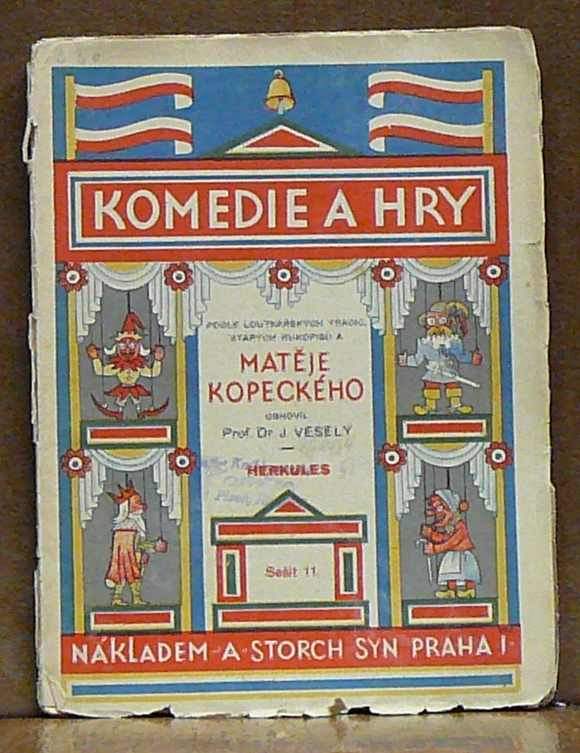 KOMEDIE A HRY
PODLE LOUTKÁŘSKÝCH TRADIC,
STARÝCH RUKOPISŮ A
MATĚJE
KOPECKÉHO
OBNOVIL
Prof. Dr J. VESELÝ
HERKULES
Sešit 11
NÁKLADEM A STORCH SYN PRAHA I